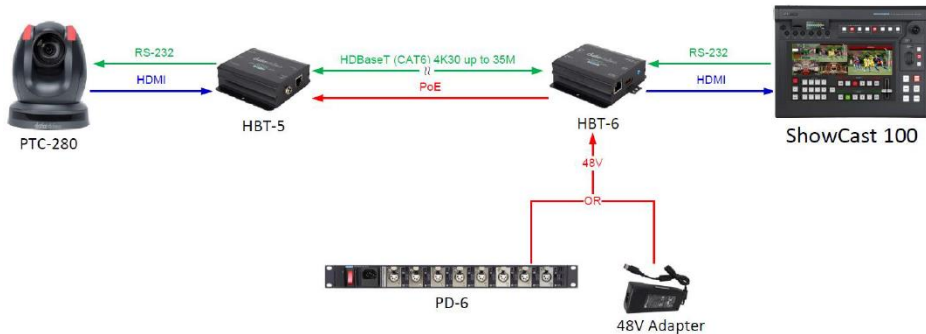 RS-232
HDMI
PTC-280
HBT-5
HDBaseT (CAT6) 4K30 up to 35M
PoE
HBT-6
RS-232
HDMI
ShowCast 100
48V
OR
PD-6
48V Adapter